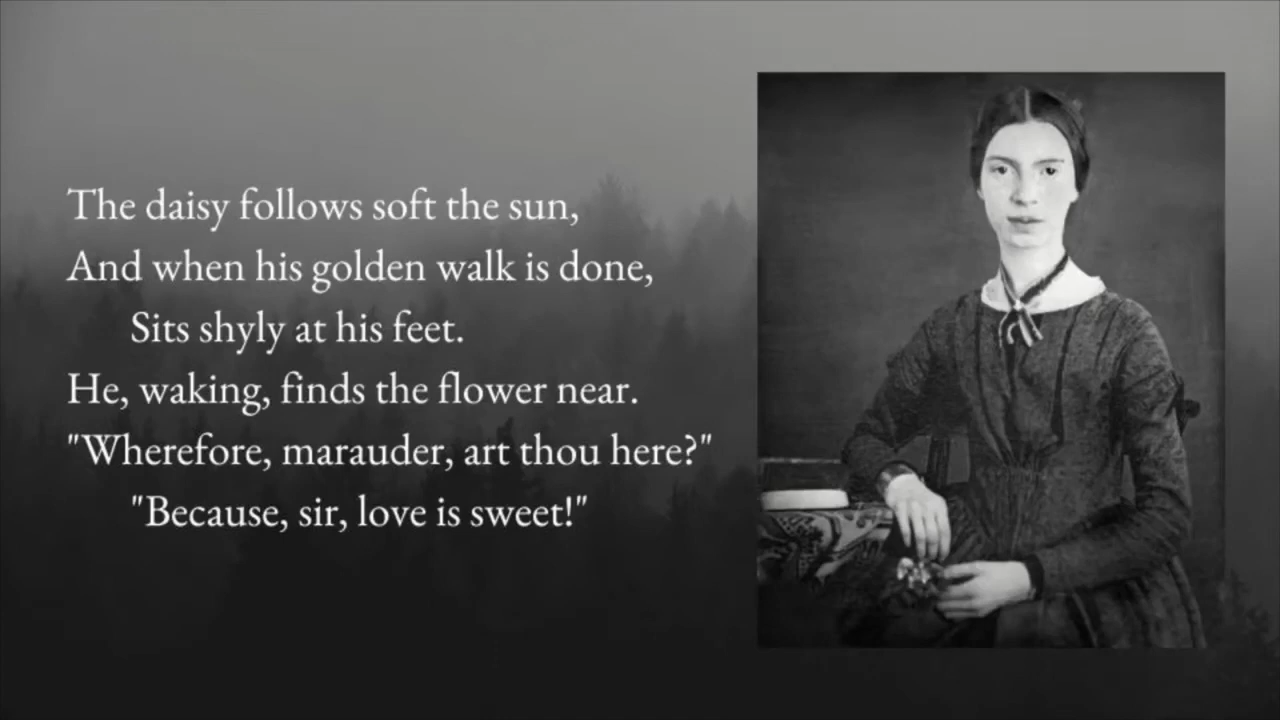 The daisy follows soft the sun,
And when his golden walk is done,
Sits shyly at his feet.
He, waking, finds the flower near.
"Wherefore, marauder, art thou here?"
"Because, sir, love is sweet!"